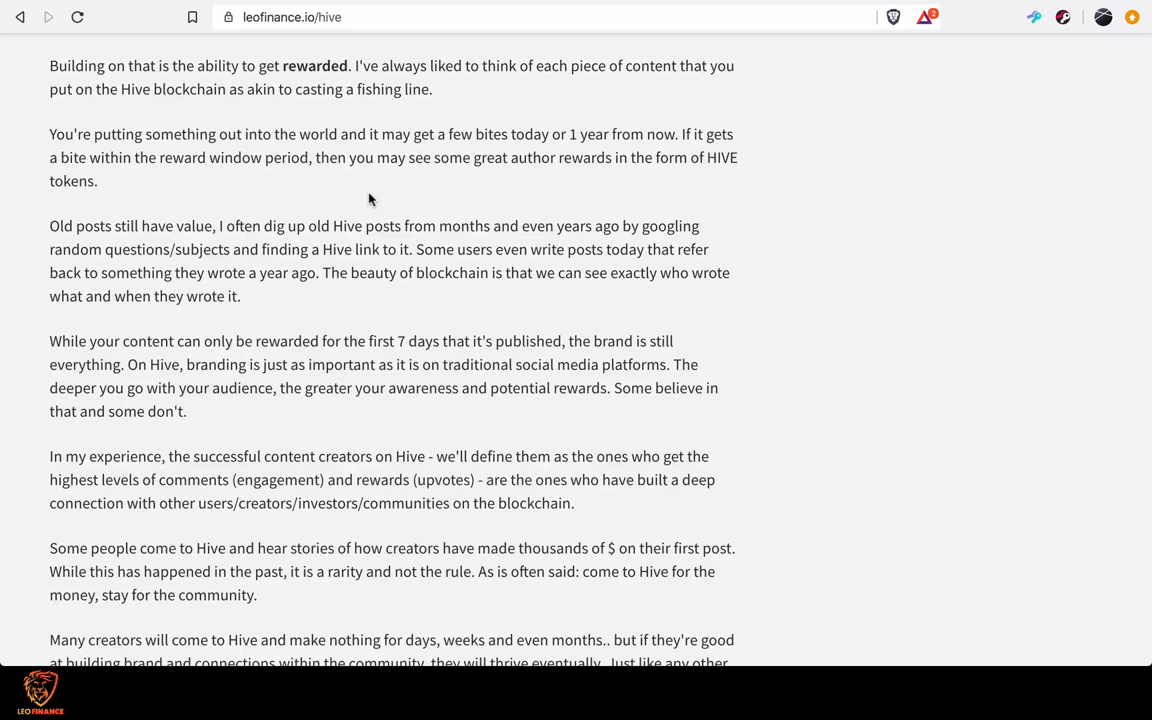 leofinance.io/hive
2
Building on that is the ability to get rewarded. I've always liked to think of each piece of content that you
put on the Hive blockchain as akin to casting a fishing line.
You're putting something out into the world and it may get a few bites today or 1 year from now. If it gets
a bite within the reward window period, then you may see some great author rewards in the form of HIVE
tokens.
Old posts still have value, I often dig up old Hive posts from months and even years ago by googling
random questions/subjects and finding a Hive link to it. Some users even write posts today that refer
back to something they wrote a year ago. The beauty of blockchain is that we can see exactly who wrote
what and when they wrote it.
While your content can only be rewarded for the first 7 days that it's published, the brand is still
everything. On Hive, branding is just as important as it is on traditional social media platforms. The
deeper you go with your audience, the greater your awareness and potential rewards. Some believe in
that and some don't.
In my experience, the successful content creators on Hive - we'll define them as the ones who get the
highest levels of comments (engagement) and rewards (upvotes) - are the ones who have built a deep
connection with other users/creators/investors/communities on the blockchain.
Some people come to Hive and hear stories of how creators have made thousands of $ on their first post.
While this has happened in the past, it is a rarity and not the rule. As is often said: come to Hive for the
money, stay for the community.
Many creators will come to Hive and make nothing for days, weeks and even months.. but if they're good
at building brand and connections within the community, they will thrive eventually. Just like any other
LEOFINANCE